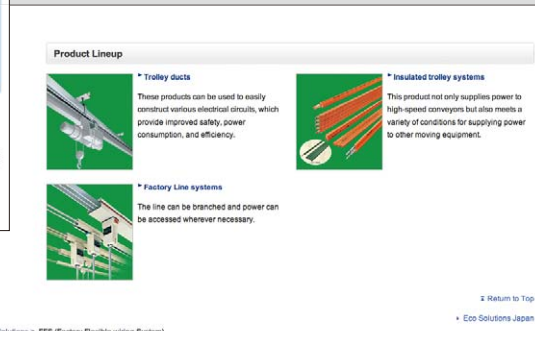 Product Lineup
Trolley ducts
These products can be used to easily
construct various electrical circuits, which
provide improved safety, power
consumption, and efficiency.
Insulated trolley systems
This product not only supplies power to
high-speed conveyors but also meets a
variety of conditions for supplying power
to other moving equipment.
Factory Line systems
The line can be branched and power can
be accessed wherever necessary.
Return to Top
Eco Solutions Japan